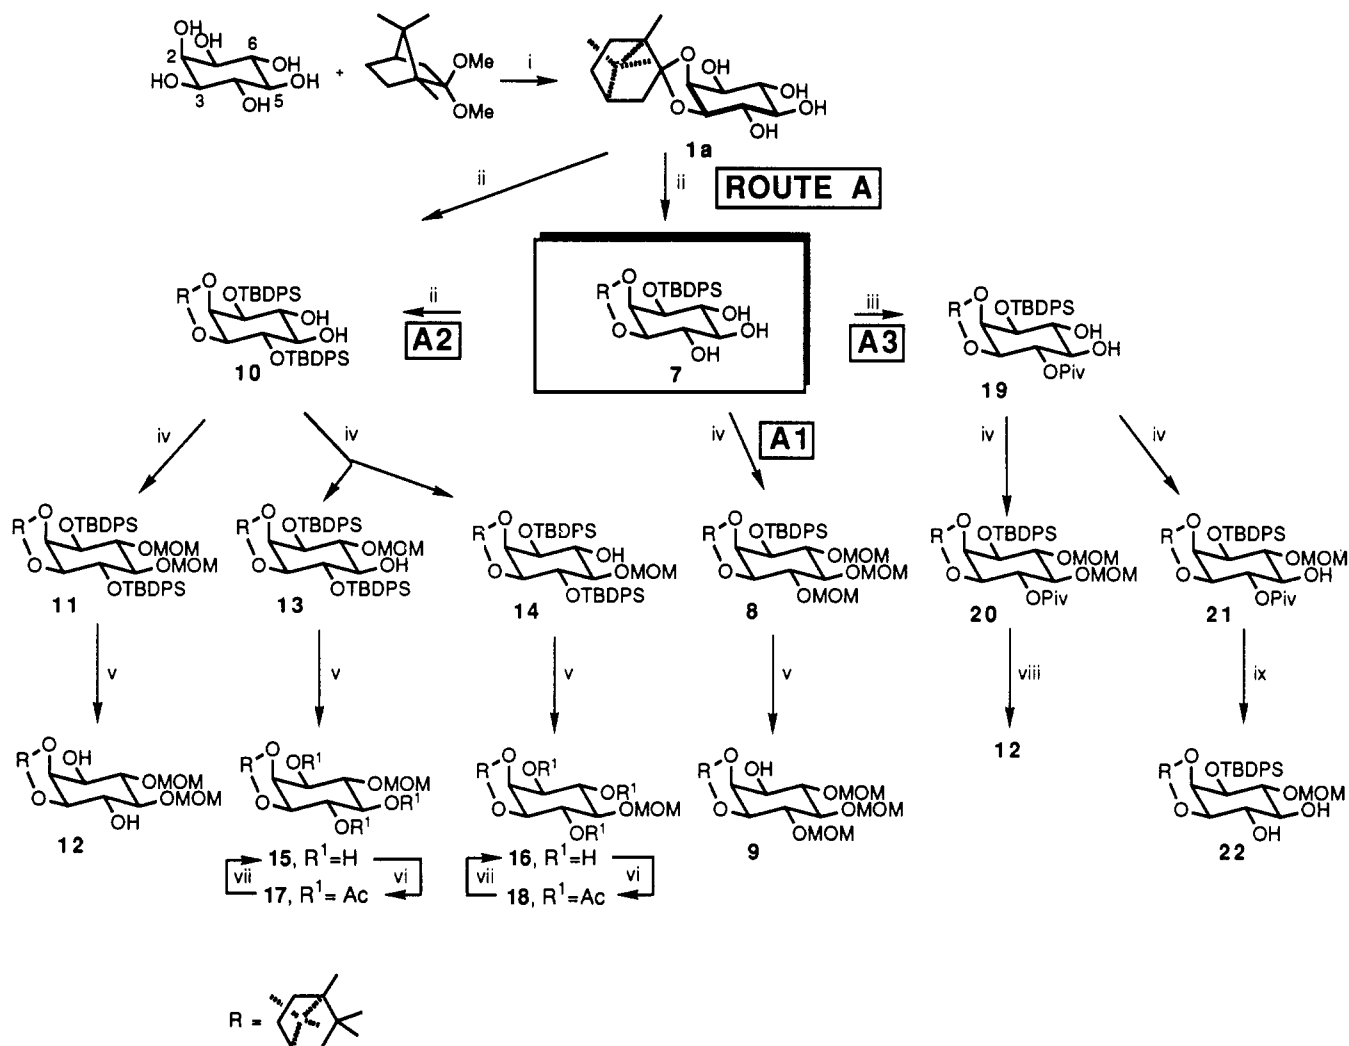 OH
OH
2
6
OH
HO
OH
3
OH
5
+
OMe
OMe
i
O
OH
OH
OH
O
OH
1a
ii
ii
ROUTE A
R
O
OTBDPS
OH
OH
O
OTBDPS
10
ii
A2
R
O
OTBDPS
OH
OH
O
OH
7
iii
A3
R
O
OTBDPS
OH
OH
O
OPiv
19
iv
iv
iv
A1
iv
iv
R
O
OTBDPS
OMOM
OMOM
O
OTBDPS
11
R
O
OTBDPS
OMCM
OH
O
OTBDPS
13
R
O
OTBDPS
OH
OMOM
O
OTBDPS
14
R
O
OTBDPS
OMOM
OMOM
O
OMOM
8
R
O
OTBDPS
OMOM
OMOM
O
OPiv
20
R
O
OTBDPS
OMOM
OH
O
OPiv
21
v
v
v
v
viii
ix
R
O
OH
OMOM
OMOM
O
OH
12
R
O
OR1
OMOM
OR1
O
OR1
15, R1=H
vii
vi
17, R1=Ac
R
O
OR1
OR1
OMOM
O
OR1
16, R1=H
vii
vi
18, R1=Ac
R
O
OH
OMOM
OMOM
O
OMOM
9
12
R
O
OTBDPS
OMOM
OH
O
OH
22
R =